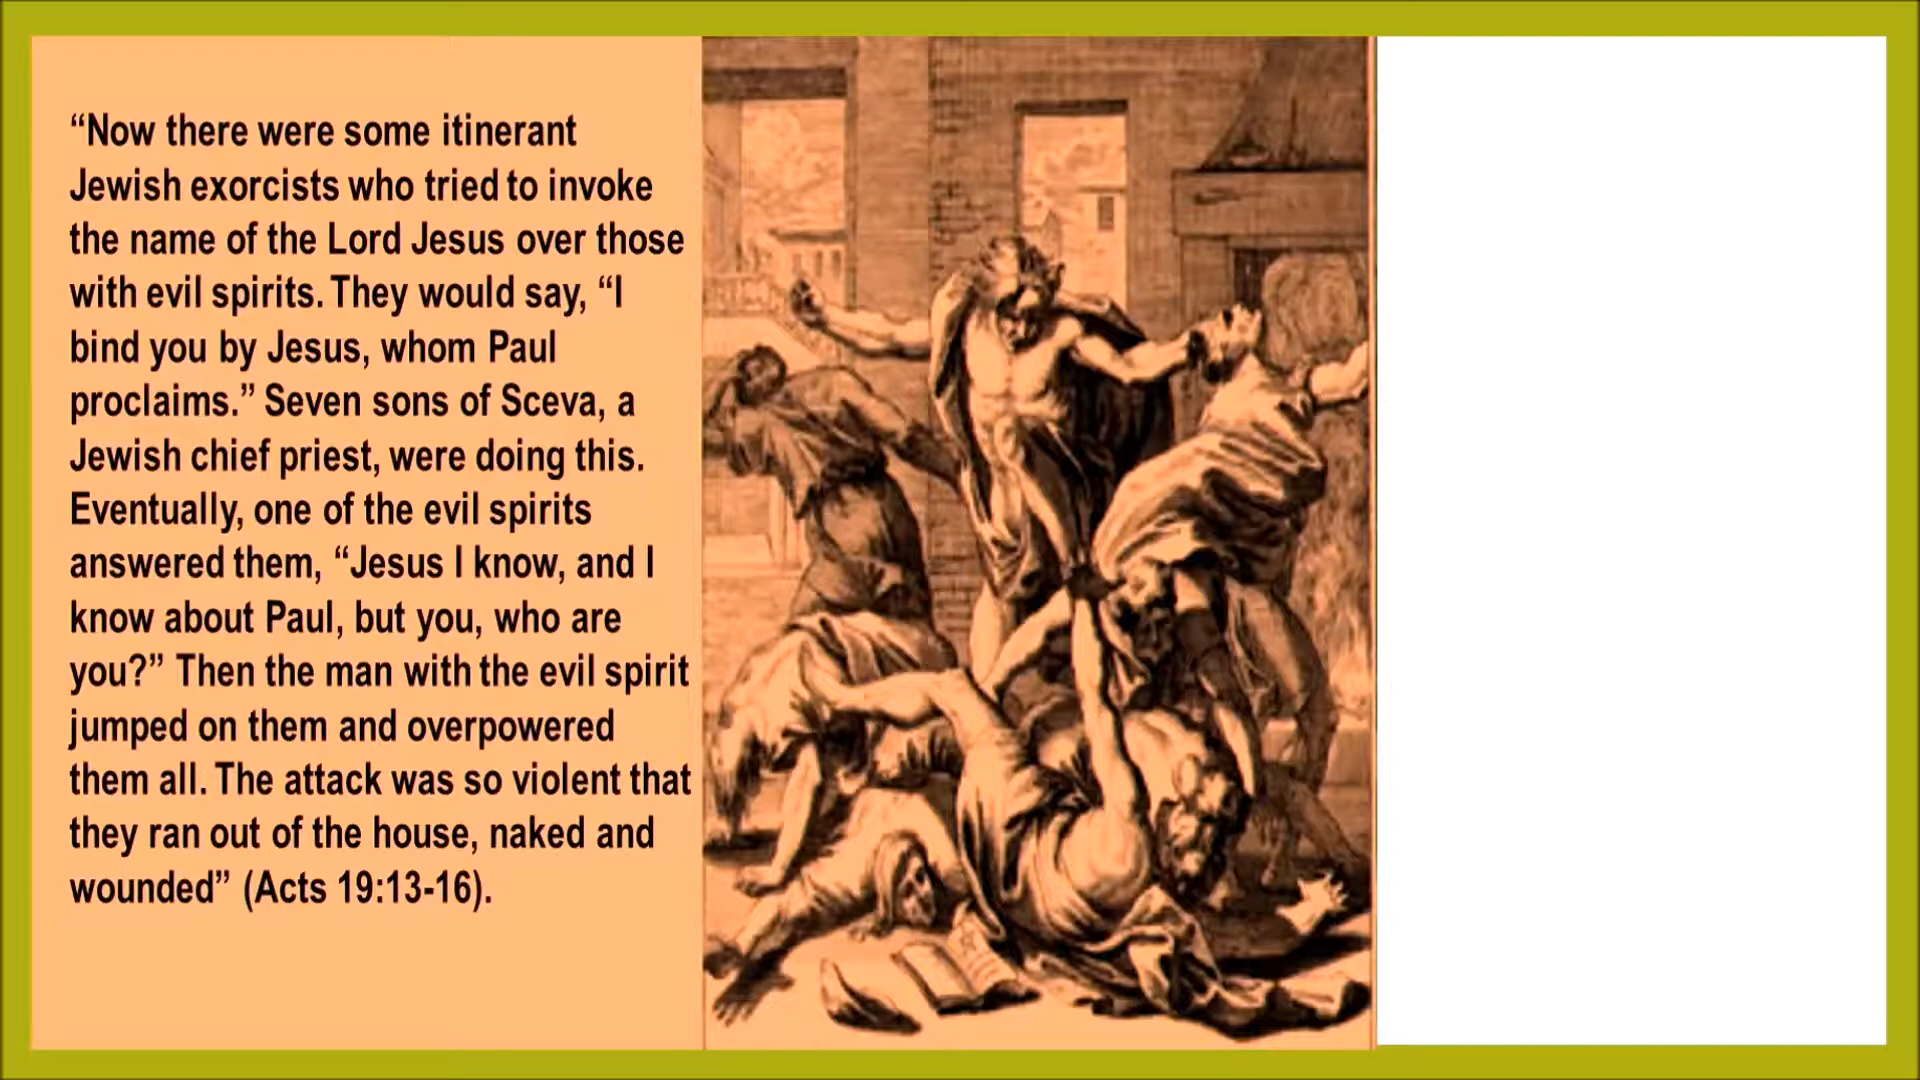 “Now there were some itinerant
Jewish exorcists who tried to invoke
the name of the Lord Jesus over those
with evil spirits. They would say, “I
bind you by Jesus, whom Paul
proclaims.” Seven sons of Sceva, a
Jewish chief priest, were doing this.
Eventually, one of the evil spirits
answered them, “Jesus I know, and I
know about Paul, but you, who are
you?” Then the man with the evil spirit
jumped on them and overpowered
them all. The attack was so violent that
they ran out of the house, naked and
wounded” (Acts 19:13-16).